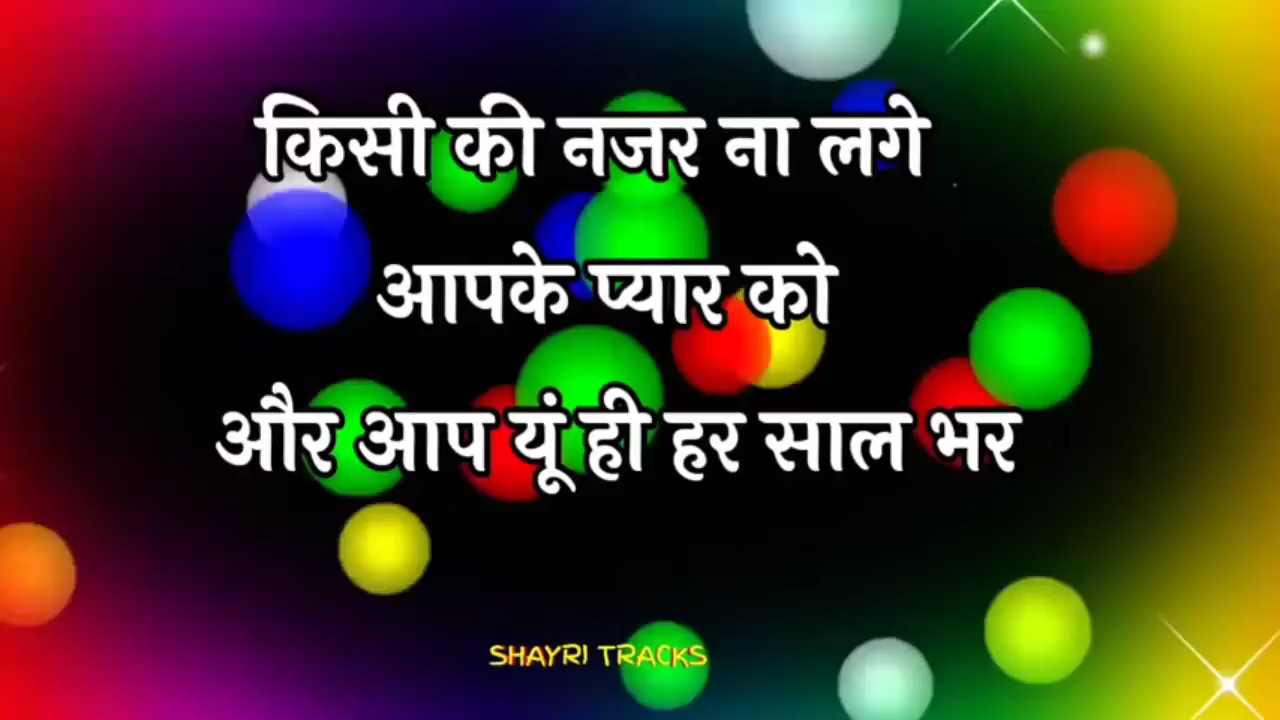 किसी की नजर ना लगे
आपके प्यार को
और आप यूं ही हर साल भर
SHAYRI TRACKS